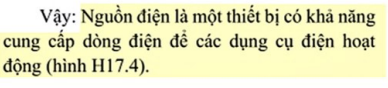 Vậy: Nguồn điện là một thiết bị có khả năng
cung cấp dòng điện để các dụng cụ điện hoạt
động (hình H17.4).